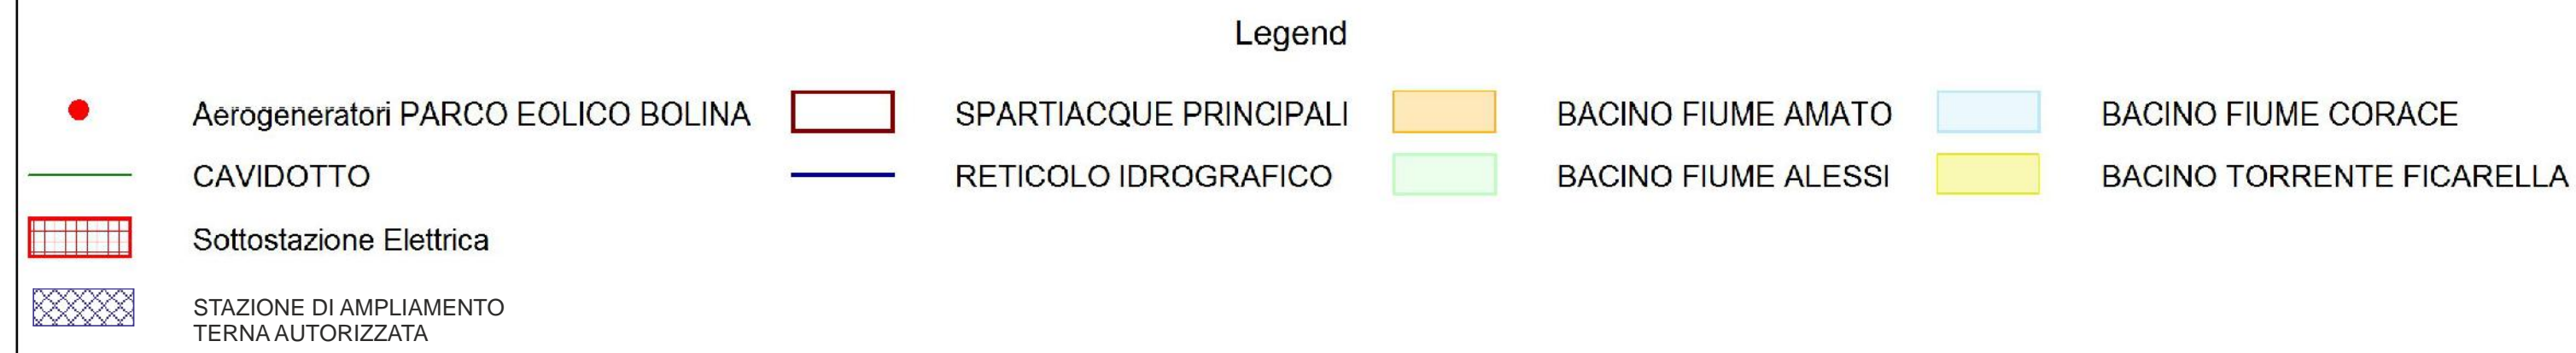 Legend
Aerogeneratori PARCO EOLICO BOLINA
SPARTIACQUE PRINCIPALI
BACINO FIUME AMATO
BACINO FIUME CORACE
CAVIDOTTO
RETICOLO IDROGRAFICO
BACINO FIUME ALESSI
BACINO TORRENTE FICARELLA
Sottostazione Elettrica
STAZIONE DI AMPLIAMENTO
TERNA AUTORIZZATA